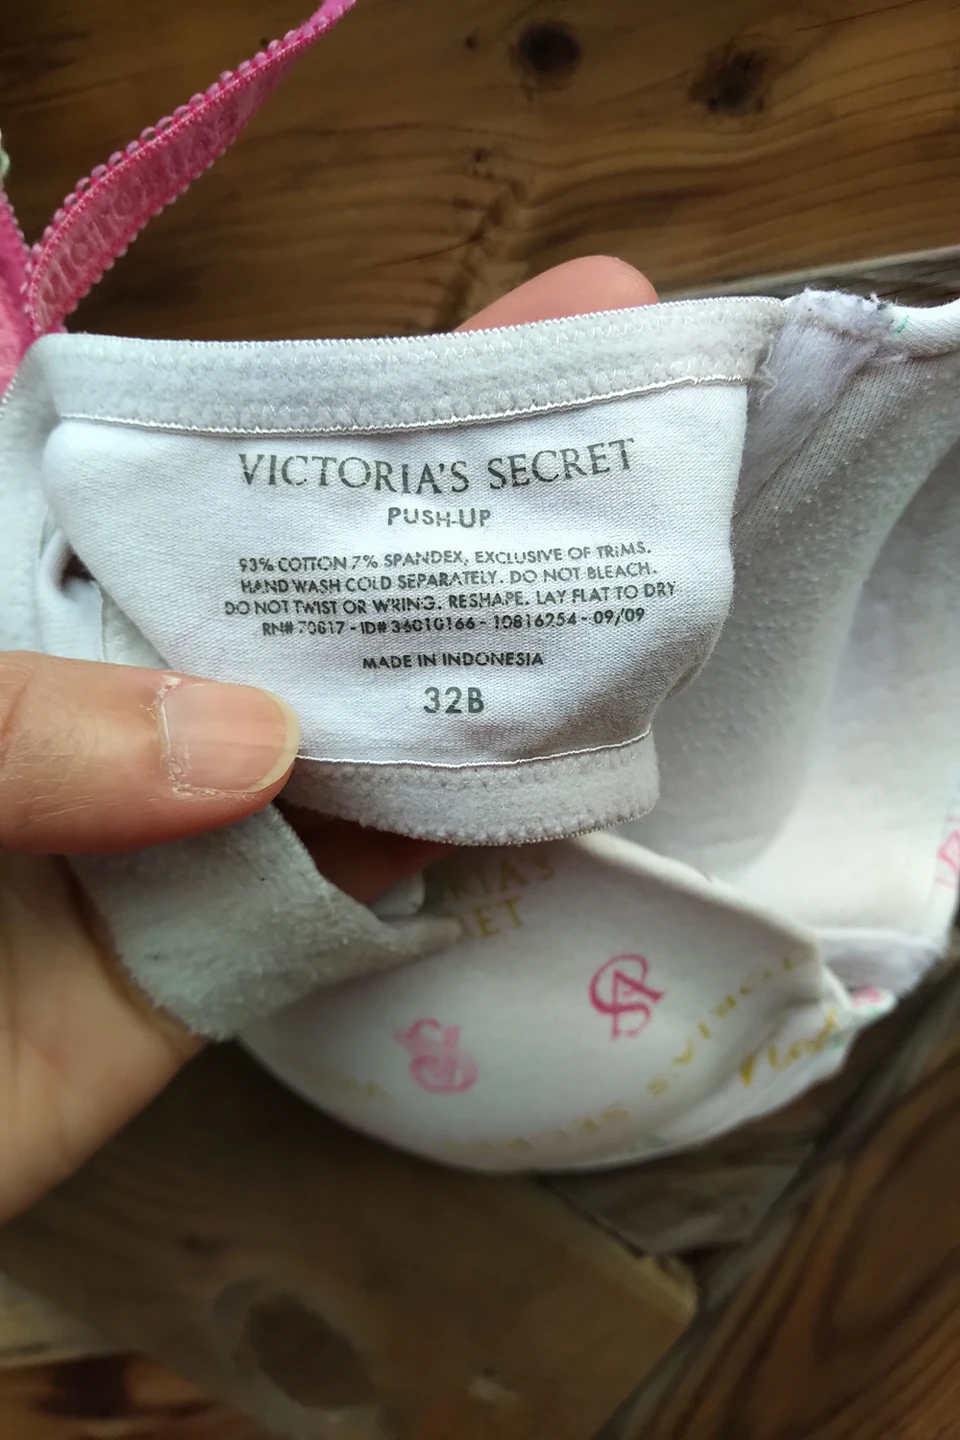 VICTORIA'S SECRET
PUSH-UP
93% COTTON 7% SPANDEX, EXCLUSIVE OF TRIMS.
HAND WASH COLD SEPARATELY. DO NOT BLEACH.
DO NOT TWIST OR WRING. RESHAPE. LAY FLAT TO DRY
RN# 70817 - ID# 36010166 - 10816254 - 09/09
MADE IN INDONESIA
32B